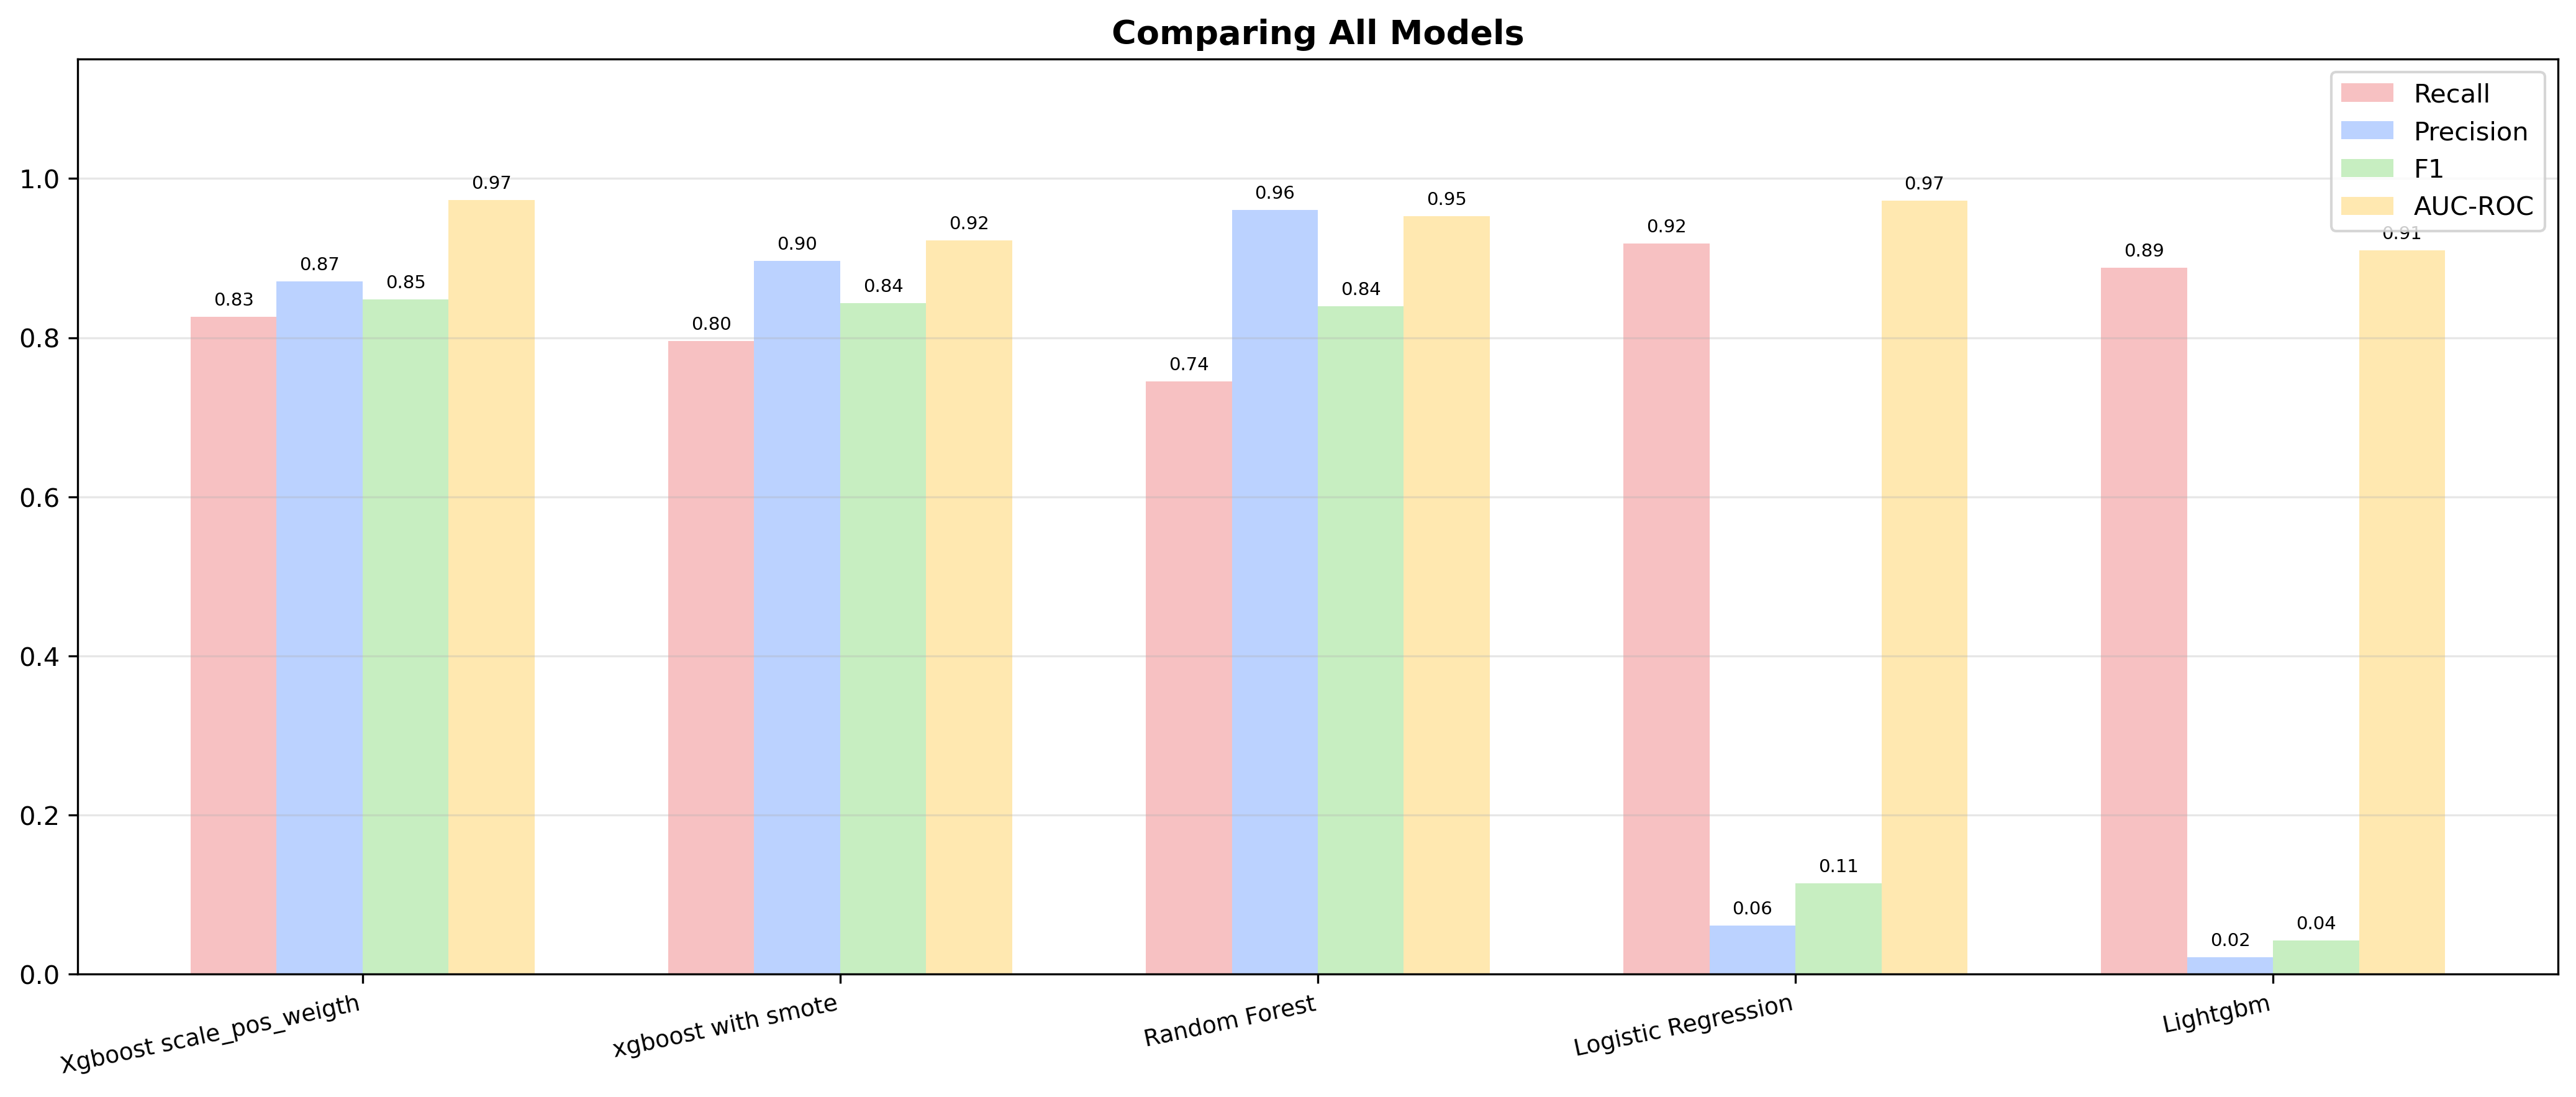 Comparing All Models
Recall
Precision
F1
AUC-ROC
1.0
0.8
0.6
0.4
0.2
0.0
0.83
0.87
0.85
0.97
0.80
0.90
0.84
0.92
0.74
0.96
0.84
0.95
0.92
0.06
0.11
0.97
0.89
0.02
0.04
0.91
Xgboost scale_pos_weigth
xgboost with smote
Random Forest
Logistic Regression
Lightgbm